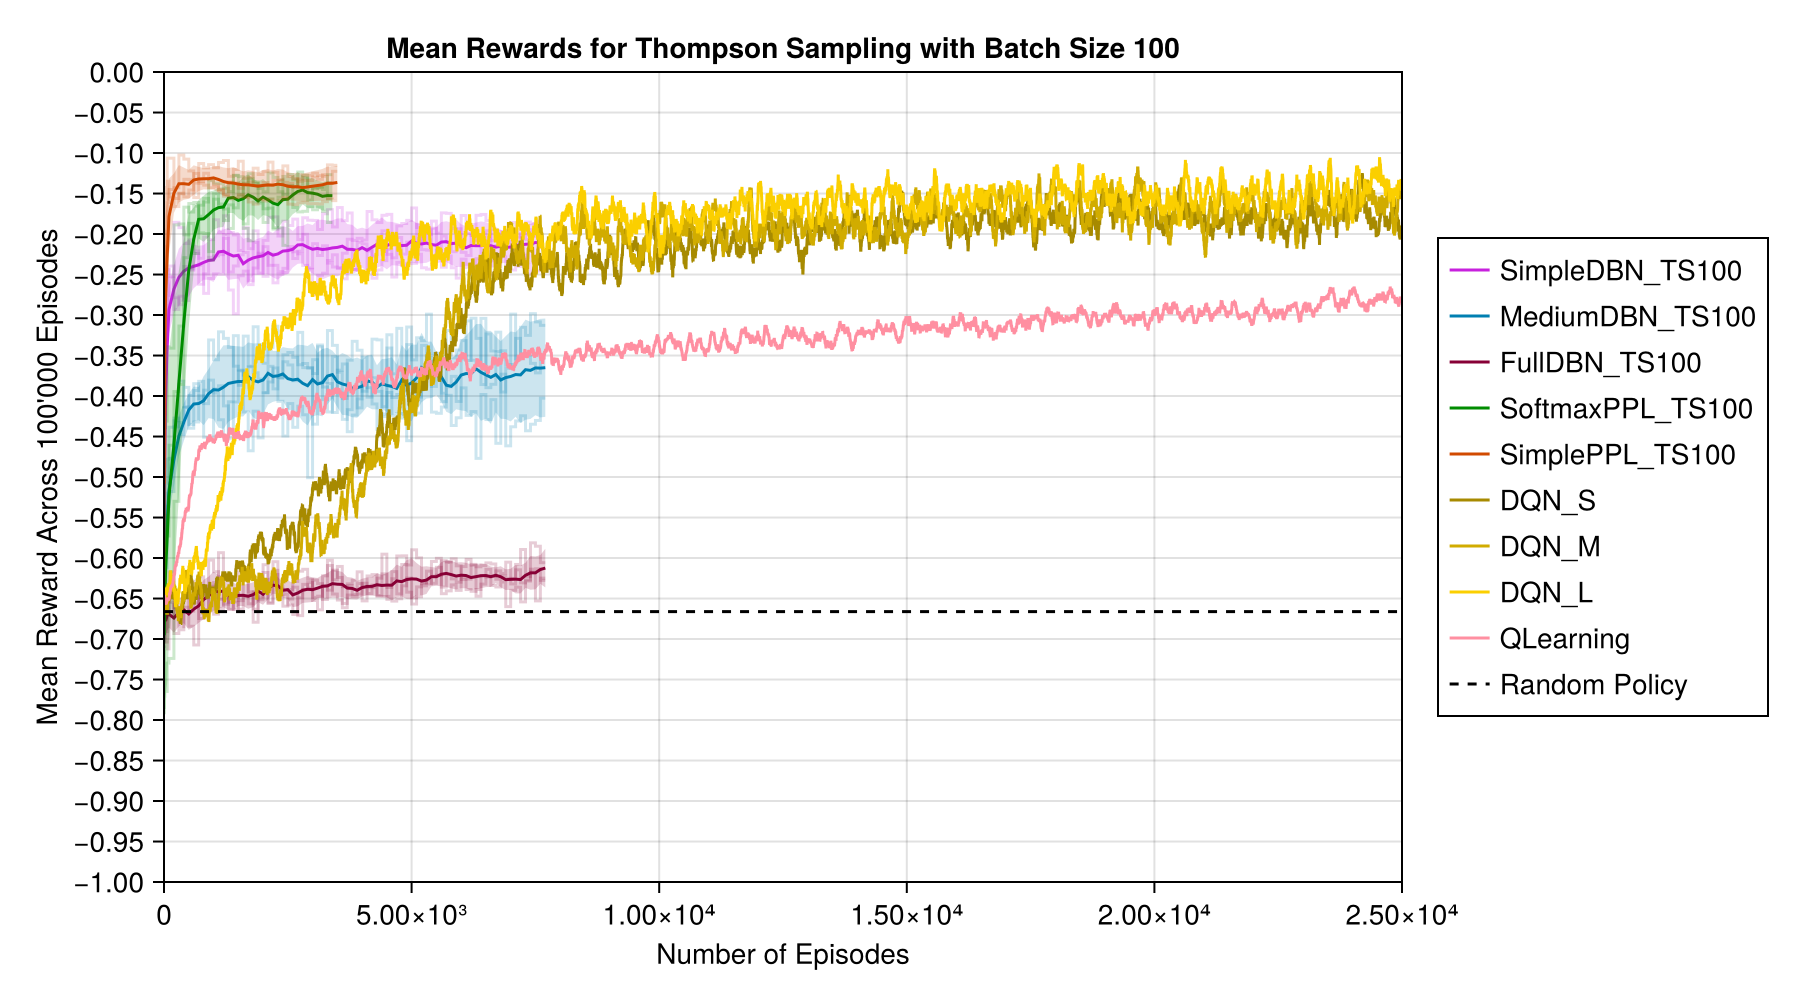 Mean Rewards for Thompson Sampling with Batch Size 100
Mean Reward Across 100'000 Episodes
0.00
−0.05
−0.10
−0.15
−0.20
−0.25
−0.30
−0.35
−0.40
−0.45
−0.50
−0.55
−0.60
−0.65
−0.70
−0.75
−0.80
−0.85
−0.90
−0.95
−1.00
0
5.00×10³
1.00×10⁴
1.50×10⁴
2.00×10⁴
2.50×10⁴
Number of Episodes
SimpleDBN_TS100
MediumDBN_TS100
FullDBN_TS100
SoftmaxPPL_TS100
SimplePPL_TS100
DQN_S
DQN_M
DQN_L
QLearning
Random Policy